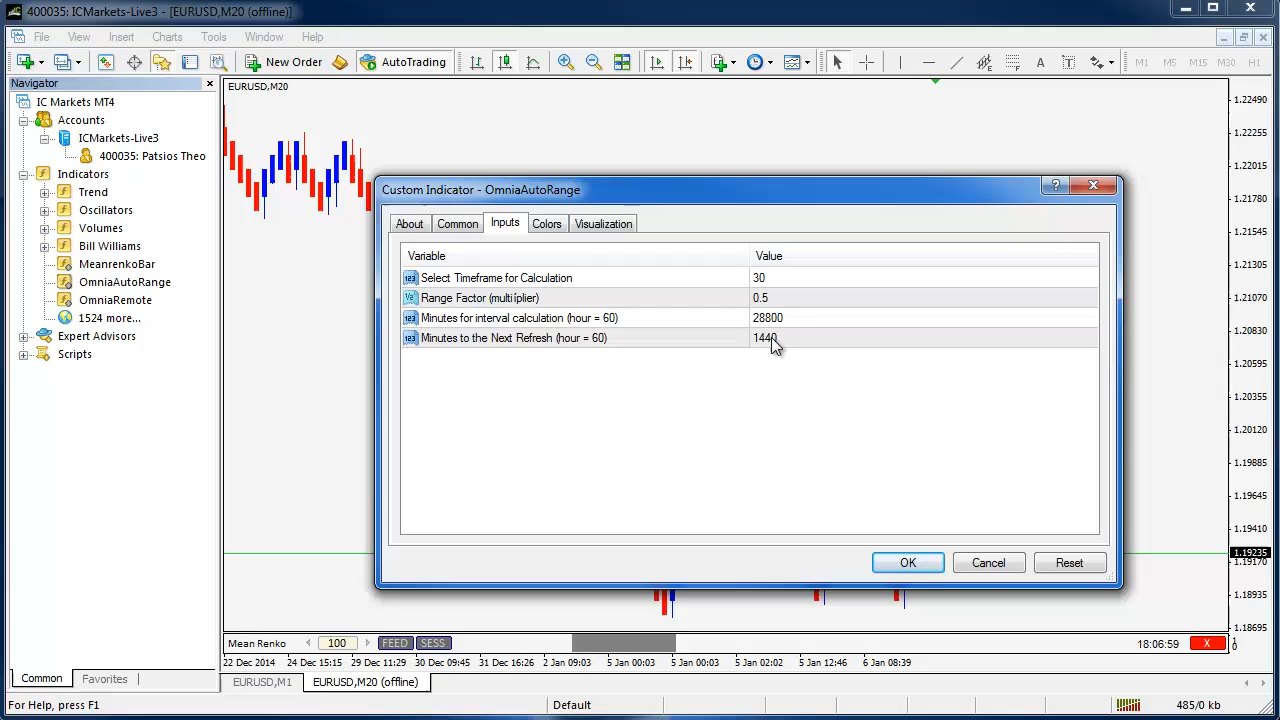 400035: ICMarkets-Live3 - [EURUSD,M20 (offline)]
File View Insert Charts Tools Window Help
New Order AutoTrading A T M1 M5 M15 M30 H1
Navigator
IC Markets MT4
Accounts
ICMarkets-Live3
400035: Patsios Theo
Indicators
Trend
Oscillators
Volumes
Bill Williams
MeanrenkoBar
OmniaAutoRange
OmniaRemote
1524 more...
Expert Advisors
Scripts
Common Favorites
EURUSD,M20
Custom Indicator - OmniaAutoRange
About Common Inputs Colors Visualization
Variable Value
Select Timeframe for Calculation 30
Range Factor (multiplier) 0.5
Minutes for interval calculation (hour = 60) 28800
Minutes to the Next Refresh (hour = 60) 1440
OK Cancel Reset
1.22490
1.22255
1.22015
1.21780
1.21545
1.21305
1.21070
1.20830
1.20595
1.20355
1.20120
1.19885
1.19645
1.19410
1.19235
1.19170
1.18935
1.18695
Mean Renko 100 FEED SESS 18:06:59 X 1
0
22 Dec 2014 24 Dec 15:15 29 Dec 11:29 30 Dec 09:45 31 Dec 16:26 2 Jan 09:03 5 Jan 00:03 5 Jan 00:03 5 Jan 02:02 5 Jan 12:46 6 Jan 08:39
EURUSD,M1 EURUSD,M20 (offline)
For Help, press F1 Default 485/0 kb